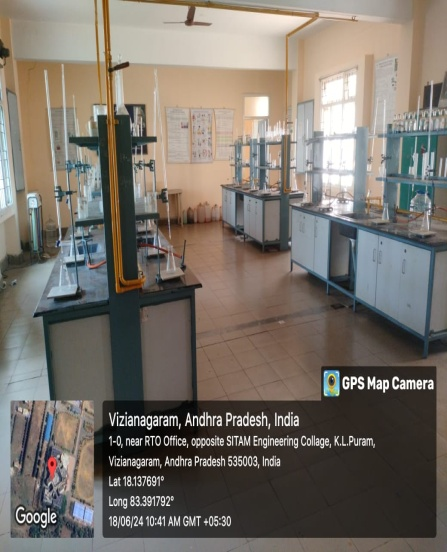 GPS Map Camera
Vizianagaram, Andhra Pradesh, India
1-0, near RTO Office, opposite SITAM Engineering Collage, K.L.Puram,
Vizianagaram, Andhra Pradesh 535003, India
Lat 18.137691°
Long 83.391792°
18/06/24 10:41 AM GMT +05:30
Google